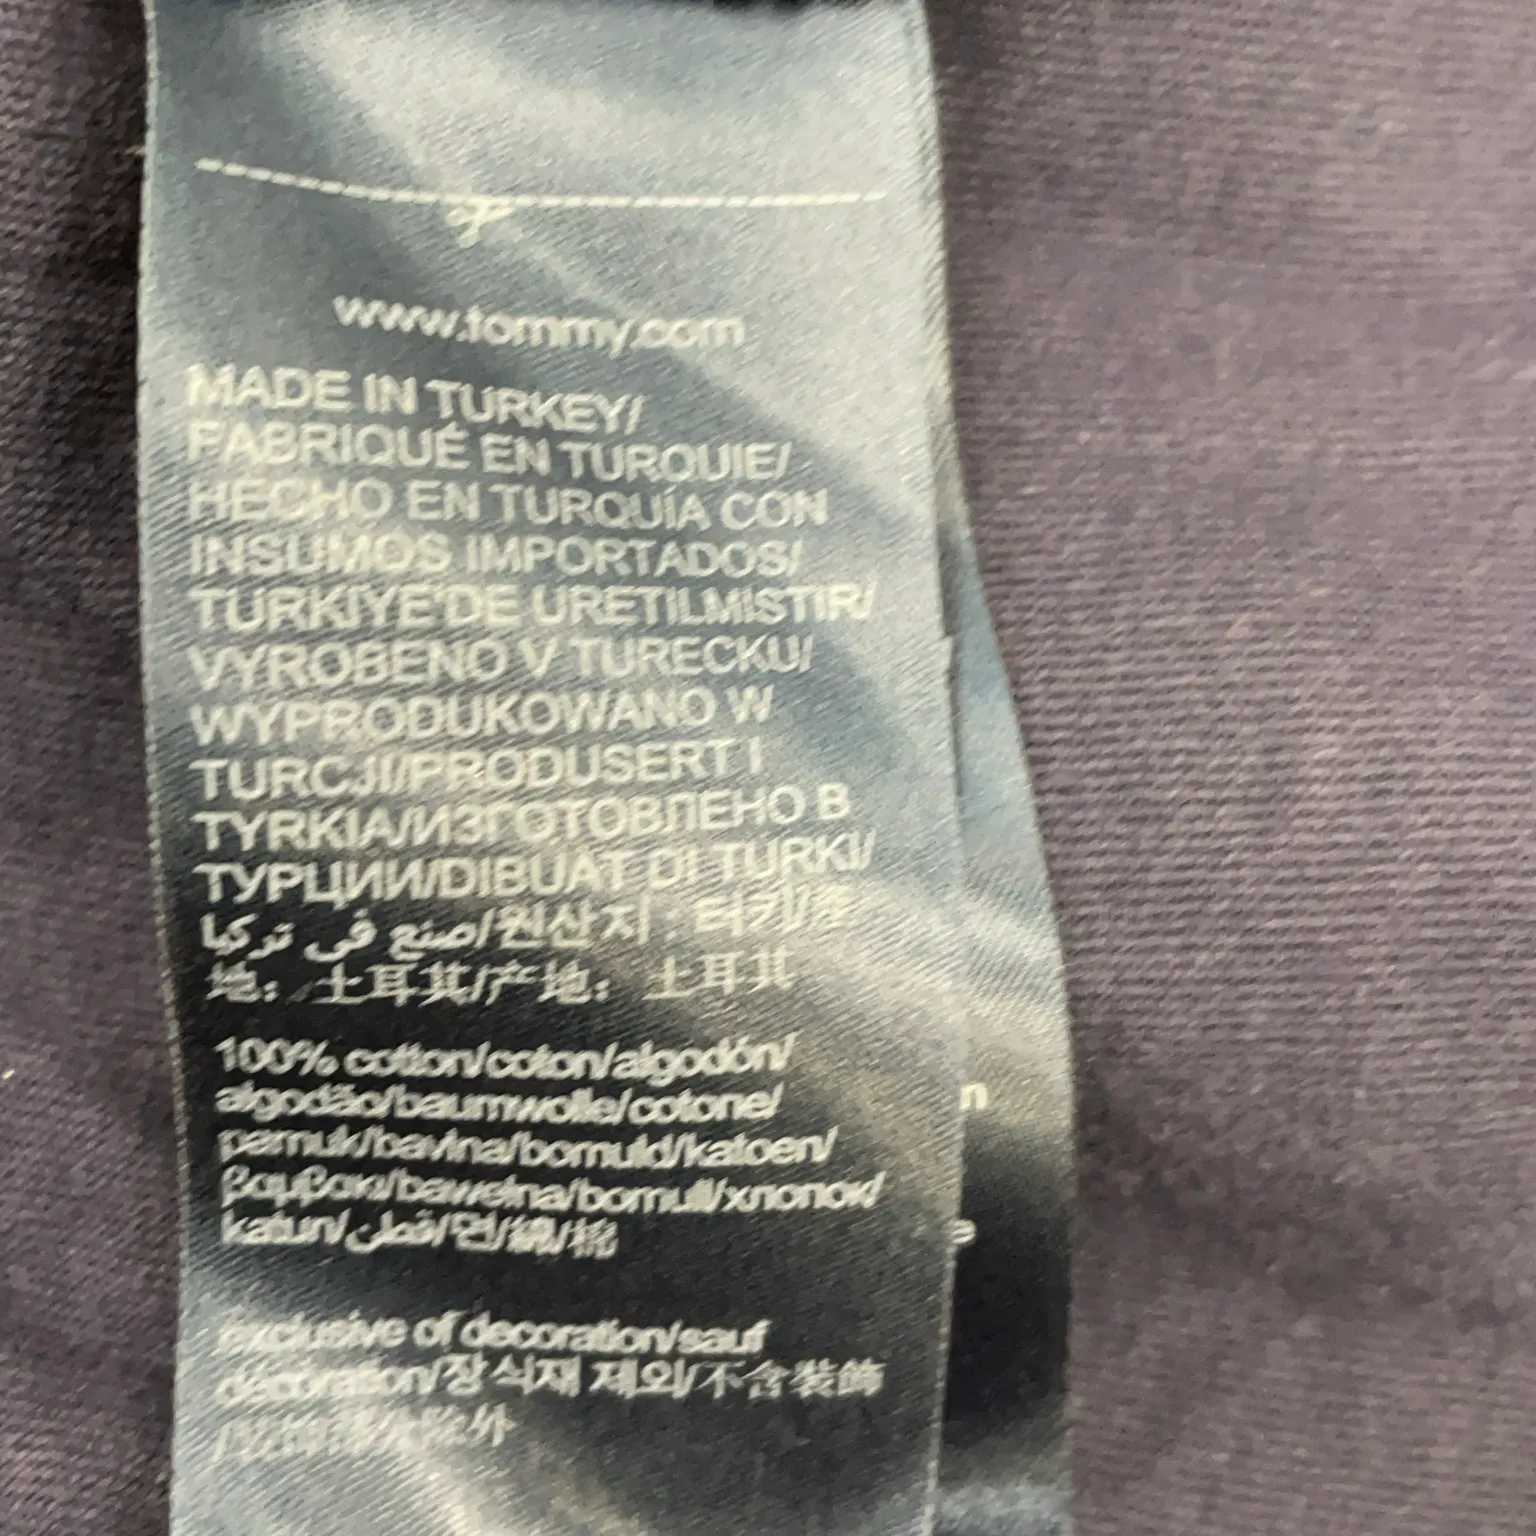 www.tommy.com
MADE IN TURKEY/
FABRIQUÉ EN TURQUIE/
HECHO EN TURQUÍA CON
INSUMOS IMPORTADOS/
TURKIYE'DE URETILMISTIR/
VYROBENO V TURECKU/
WYPRODUKOWANO W
TURCJI/PRODUSERT I
TYRKIA/ИЗГОТОВЛЕНО В
ТУРЦИИ/DIBUAT DI TURKI/
صنع في تركيا/원산지 : 터키/产
地：土耳其/产地：土耳其
100% cotton/coton/algodón/
algodão/baumwolle/cotone/
pamuk/bavlna/bomuld/katoen/
βαμβακι/bawełna/bomull/хлопок/
katun/قطن/면/綿/棉
exclusive of decoration/sauf
décoration/장식재 제외/不含裝飾
除外